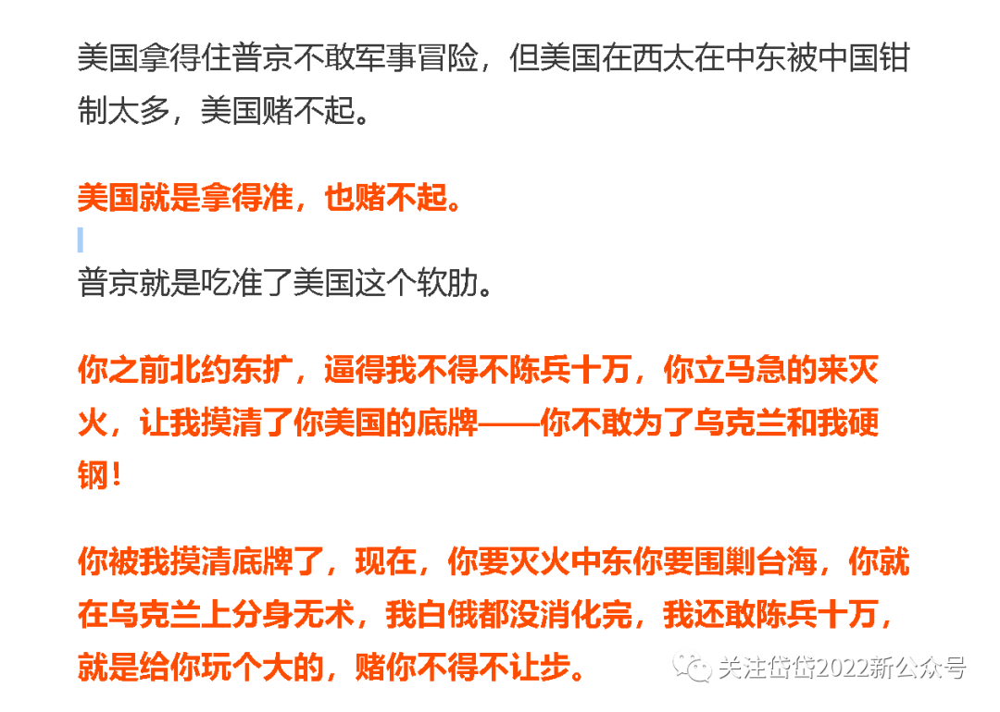 美国拿得住普京不敢军事冒险，但美国在西太在中东被中国钳
制太多，美国赌不起。
美国就是拿得准，也赌不起。
普京就是吃准了美国这个软肋。
你之前北约东扩，逼得我不得不陈兵十万，你立马急的来灭
火，让我摸清了你美国的底牌——你不敢为了乌克兰和我硬
钢！
你被我摸清底牌了，现在，你要灭火中东你要围剿台海，你就
在乌克兰上分身无术，我白俄都没消化完，我还敢陈兵十万，
就是给你玩个大的，赌你不得不让步。
关注岱岱2022新公众号